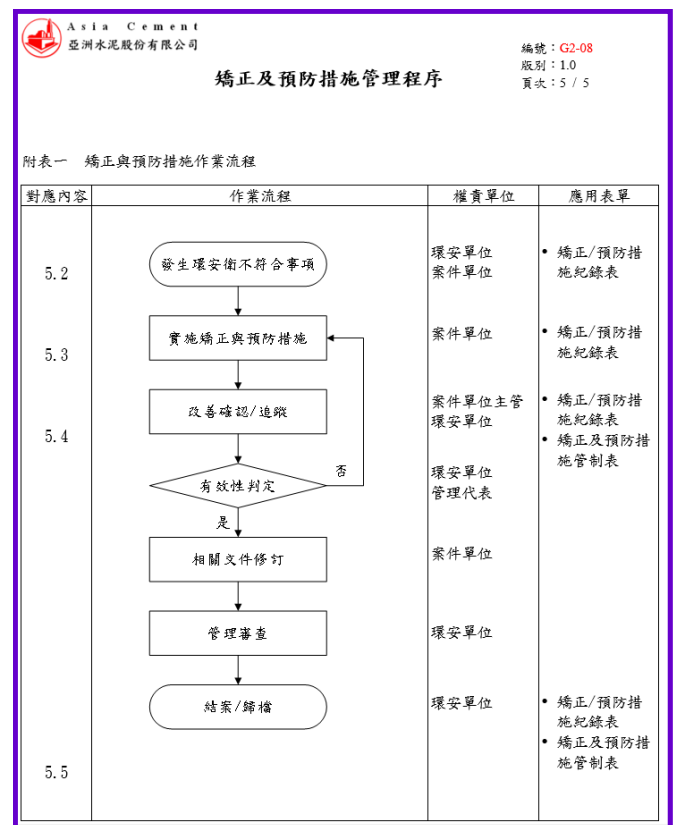 Asia Cement
亞洲水泥股份有限公司
編號：G2-08
版別：1.0
矯正及預防措施管理程序
頁次：5 / 5
附表一　矯正與預防措施作業流程
對應內容 作業流程 權責單位 應用表單
發生環安衛不符合事項 環安單位 • 矯正/預防措
5.2 案件單位 施紀錄表
實施矯正與預防措施 案件單位 • 矯正/預防措
5.3 施紀錄表
改善確認/追蹤 案件單位主管 • 矯正/預防措
環安單位 施紀錄表
5.4 • 矯正及預防措
施管制表
否
有效性判定 環安單位
管理代表
是
相關文件修訂 案件單位
管理審查 環安單位
結案/歸檔 環安單位 • 矯正/預防措
施紀錄表
• 矯正及預防措
5.5 施管制表